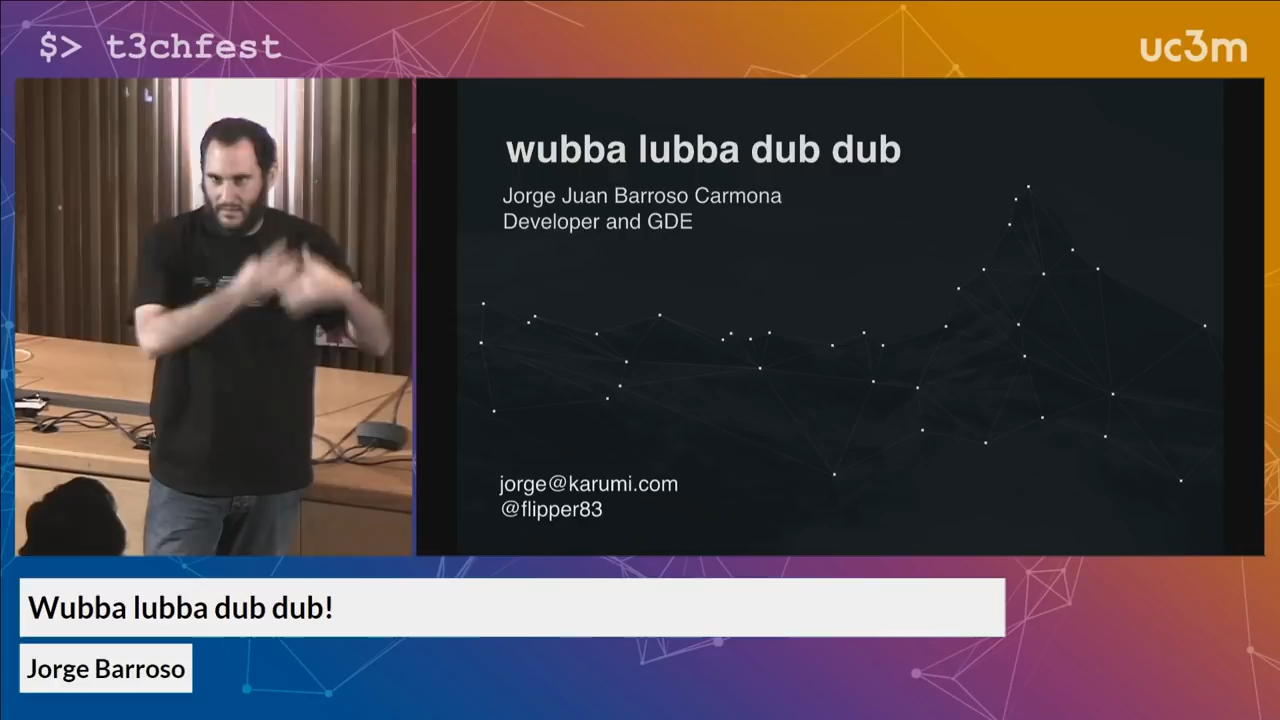 $> t3chfest
uc3m
wubba lubba dub dub
Jorge Juan Barroso Carmona
Developer and GDE
jorge@karumi.com
@flipper83
Wubba lubba dub dub!
Jorge Barroso